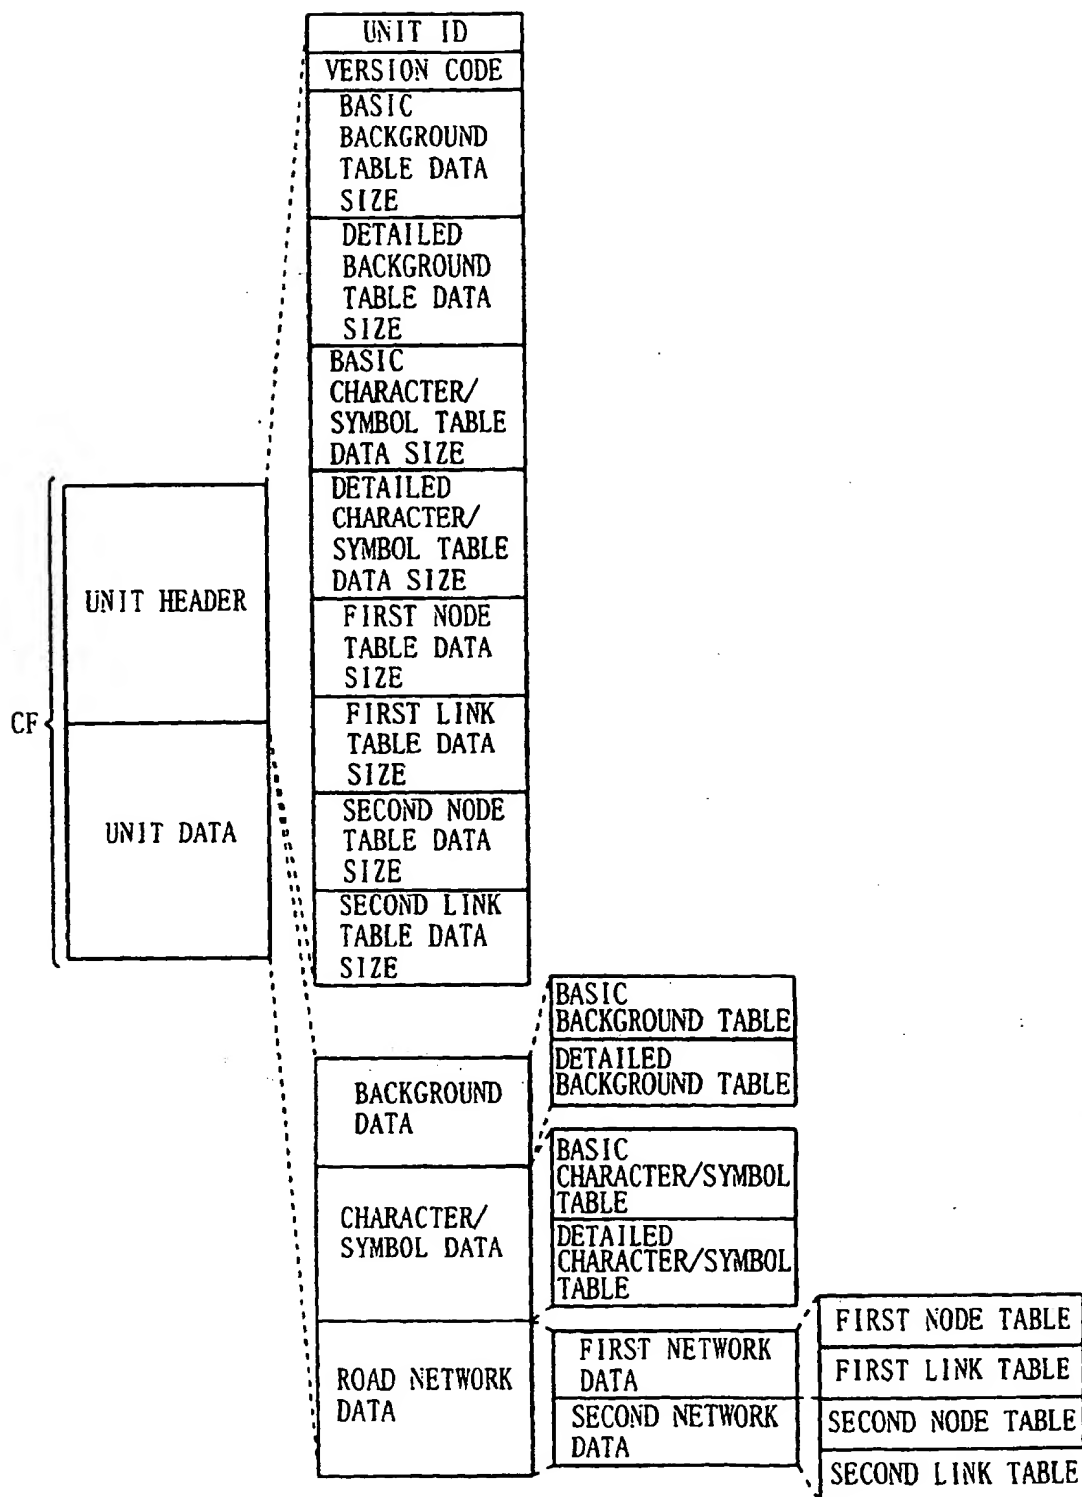 UNIT ID
VERSION CODE
BASIC
BACKGROUND
TABLE DATA
SIZE
DETAILED
BACKGROUND
TABLE DATA
SIZE
BASIC
CHARACTER/
SYMBOL TABLE
DATA SIZE
DETAILED
CHARACTER/
SYMBOL TABLE
DATA SIZE
FIRST NODE
TABLE DATA
SIZE
FIRST LINK
TABLE DATA
SIZE
SECOND NODE
TABLE DATA
SIZE
SECOND LINK
TABLE DATA
SIZE
CF
UNIT HEADER
UNIT DATA
BACKGROUND
DATA
CHARACTER/
SYMBOL DATA
ROAD NETWORK
DATA
BASIC
BACKGROUND TABLE
DETAILED
BACKGROUND TABLE
BASIC
CHARACTER/SYMBOL
TABLE
DETAILED
CHARACTER/SYMBOL
TABLE
FIRST NETWORK
DATA
SECOND NETWORK
DATA
FIRST NODE TABLE
FIRST LINK TABLE
SECOND NODE TABLE
SECOND LINK TABLE